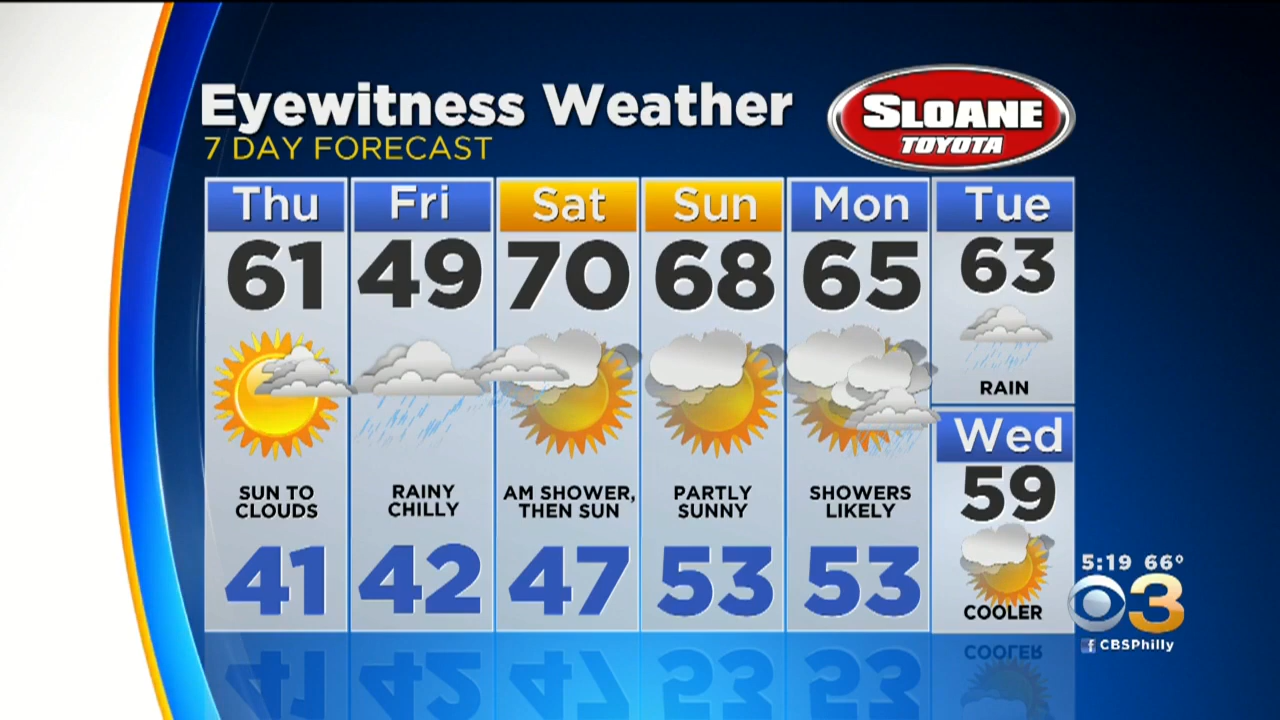 Eyewitness Weather
7 DAY FORECAST
SLOANE
TOYOTA
Thu
61
SUN TO
CLOUDS
41
Fri
49
RAINY
CHILLY
42
Sat
70
AM SHOWER,
THEN SUN
47
Sun
68
PARTLY
SUNNY
53
Mon
65
SHOWERS
LIKELY
53
Tue
63
RAIN
Wed
59
COOLER
5:19 66°
3
f CBSPhilly